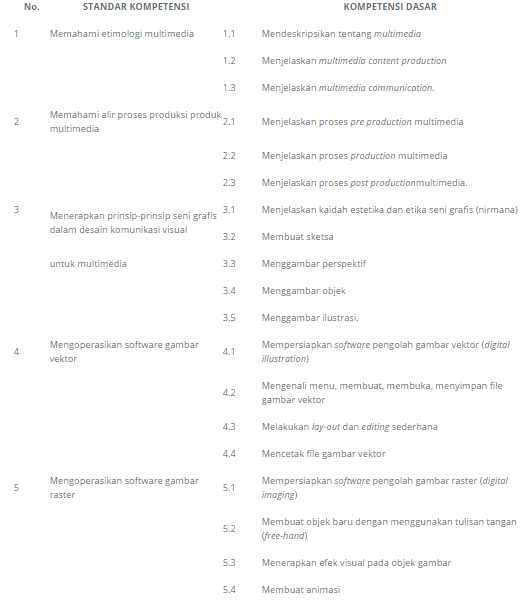 No. STANDAR KOMPETENSI KOMPETENSI DASAR
1 Memahami etimologi multimedia 1.1 Mendeskripsikan tentang multimedia
1.2 Menjelaskan multimedia content production
1.3 Menjelaskan multimedia communication.
2 Memahami alir proses produksi produk multimedia 2.1 Menjelaskan proses pre production multimedia
2.2 Menjelaskan proses production multimedia
2.3 Menjelaskan proses post productionmultimedia.
3 Menerapkan prinsip-prinsip seni grafis dalam desain komunikasi visual 3.1 Menjelaskan kaidah estetika dan etika seni grafis (nirmana)
3.2 Membuat sketsa
untuk multimedia 3.3 Menggambar perspektif
3.4 Menggambar objek
3.5 Menggambar ilustrasi.
4 Mengoperasikan software gambar vektor 4.1 Mempersiapkan software pengolah gambar vektor (digital illustration)
4.2 Mengenali menu, membuat, membuka, menyimpan file gambar vektor
4.3 Melakukan lay-out dan editing sederhana
4.4 Mencetak file gambar vektor
5 Mengoperasikan software gambar raster 5.1 Mempersiapkan software pengolah gambar raster (digital imaging)
5.2 Membuat objek baru dengan menggunakan tulisan tangan (free-hand)
5.3 Menerapkan efek visual pada objek gambar
5.4 Membuat animasi